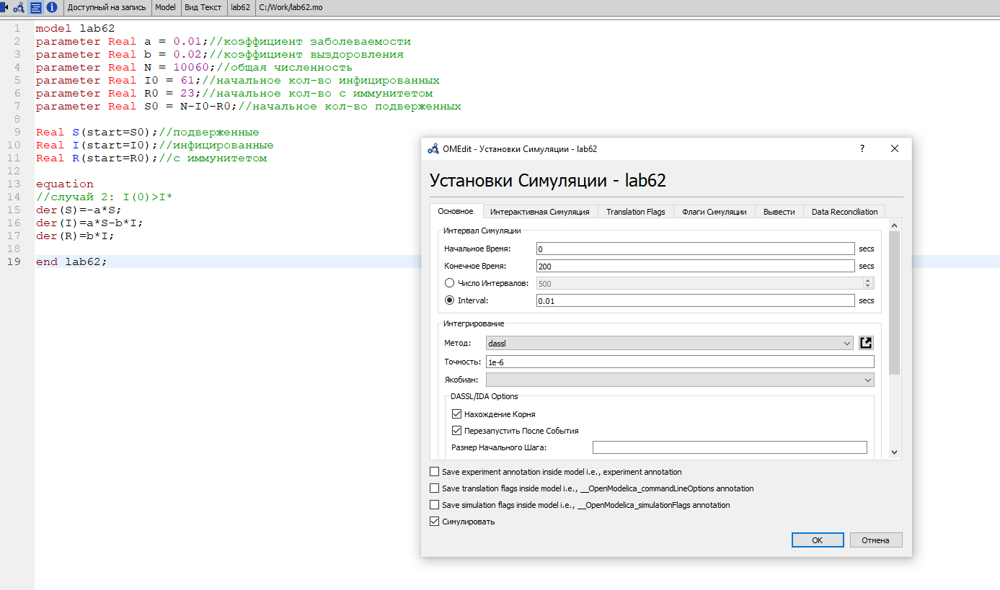 Доступный на запись Model Вид Текст lab62 C:/Work/lab62.mo
1 model lab62
2 parameter Real a = 0.01;//коэффициент заболеваемости
3 parameter Real b = 0.02;//коэффициент выздоровления
4 parameter Real N = 10060;//общая численность
5 parameter Real I0 = 61;//начальное кол-во инфицированных
6 parameter Real R0 = 23;//начальное кол-во с иммунитетом
7 parameter Real S0 = N-I0-R0;//начальное кол-во подверженных
8
9 Real S(start=S0);//подверженные
10 Real I(start=I0);//инфицированные
11 Real R(start=R0);//с иммунитетом
12
13 equation
14 //случай 2: I(0)>I*
15 der(S)=-a*S;
16 der(I)=a*S-b*I;
17 der(R)=b*I;
18
19 end lab62;
OMEdit - Установки Симуляции - lab62 ?
Установки Симуляции - lab62
Основное Интерактивная Симуляция Translation Flags Флаги Симуляции Вывести Data Reconciliation
Интервал Симуляции
Начальное Время: 0 secs
Конечное Время: 200 secs
Число Интервалов: 500
Interval: 0.01 secs
Интегрирование
Метод: dassl
Точность: 1e-6
Якобиан:
DASSL/IDA Options
Нахождение Корня
Перезапустить После События
Размер Начального Шага:
Save experiment annotation inside model i.e., experiment annotation
Save translation flags inside model i.e., __OpenModelica_commandLineOptions annotation
Save simulation flags inside model i.e., __OpenModelica_simulationFlags annotation
Симулировать
OK Отмена